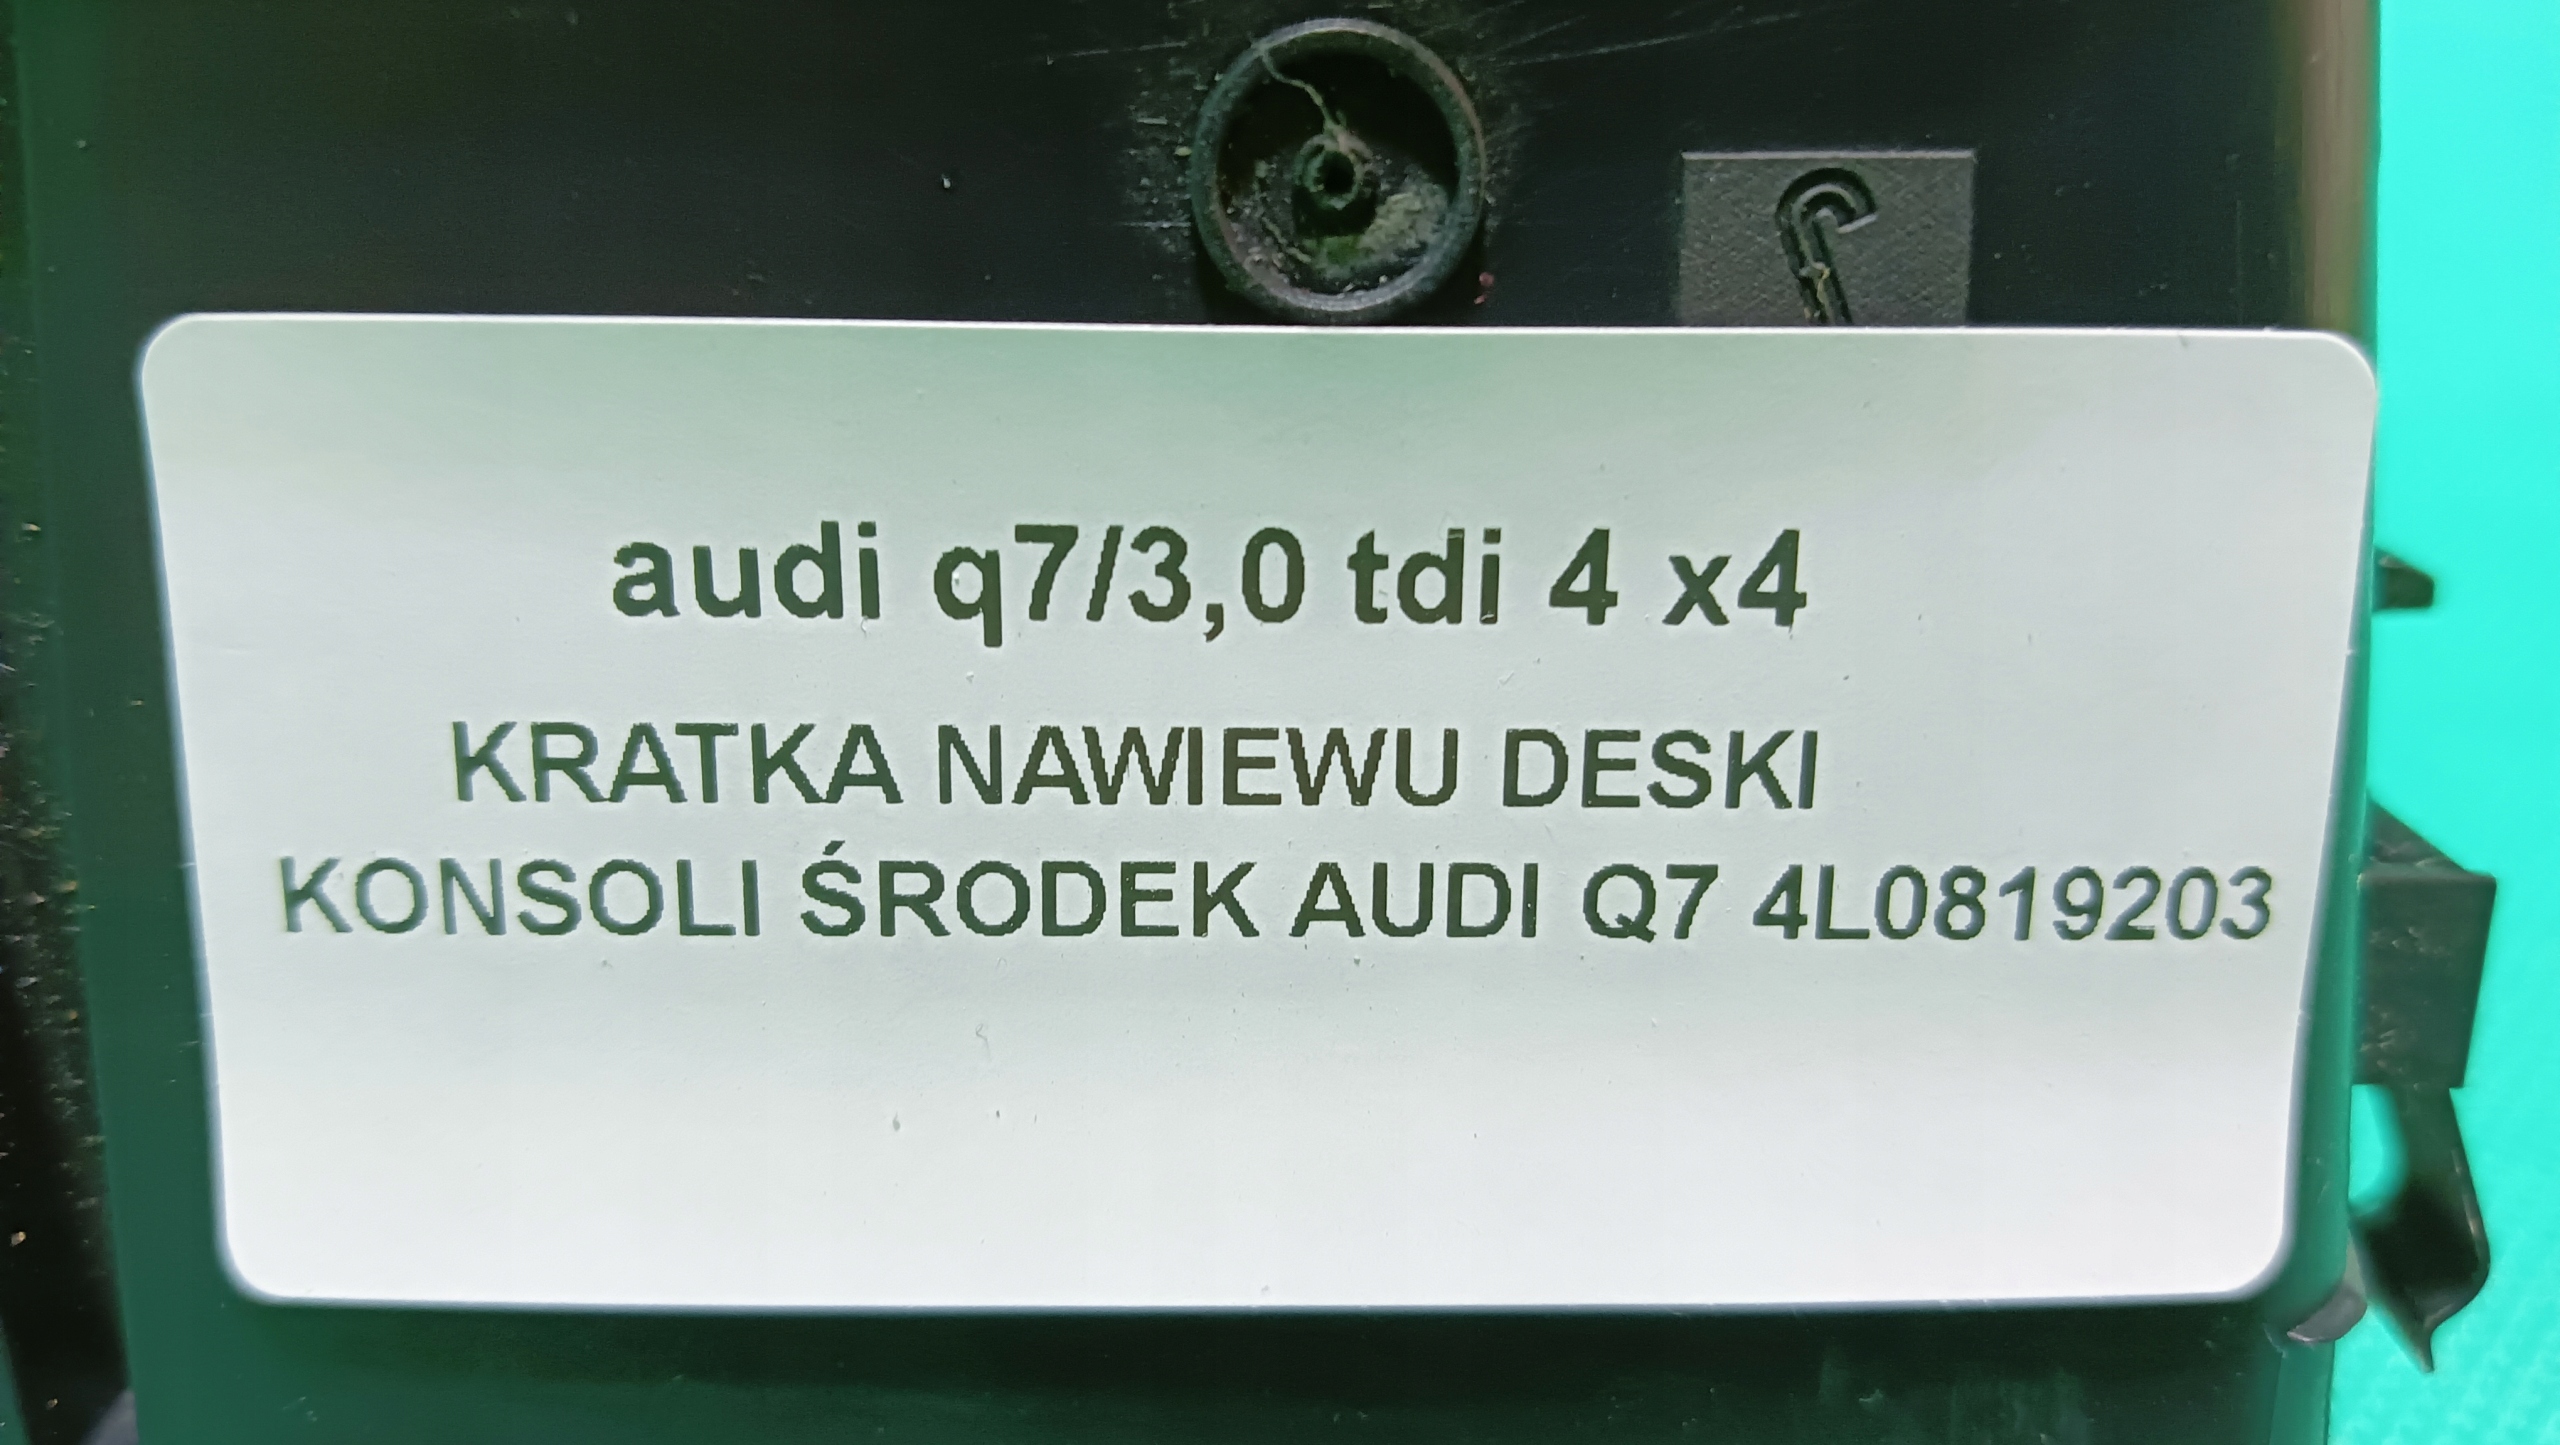 audi q7/3,0 tdi 4 x4
KRATKA NAWIEWU DESKI
KONSOLI ŚRODEK AUDI Q7 4L0819203